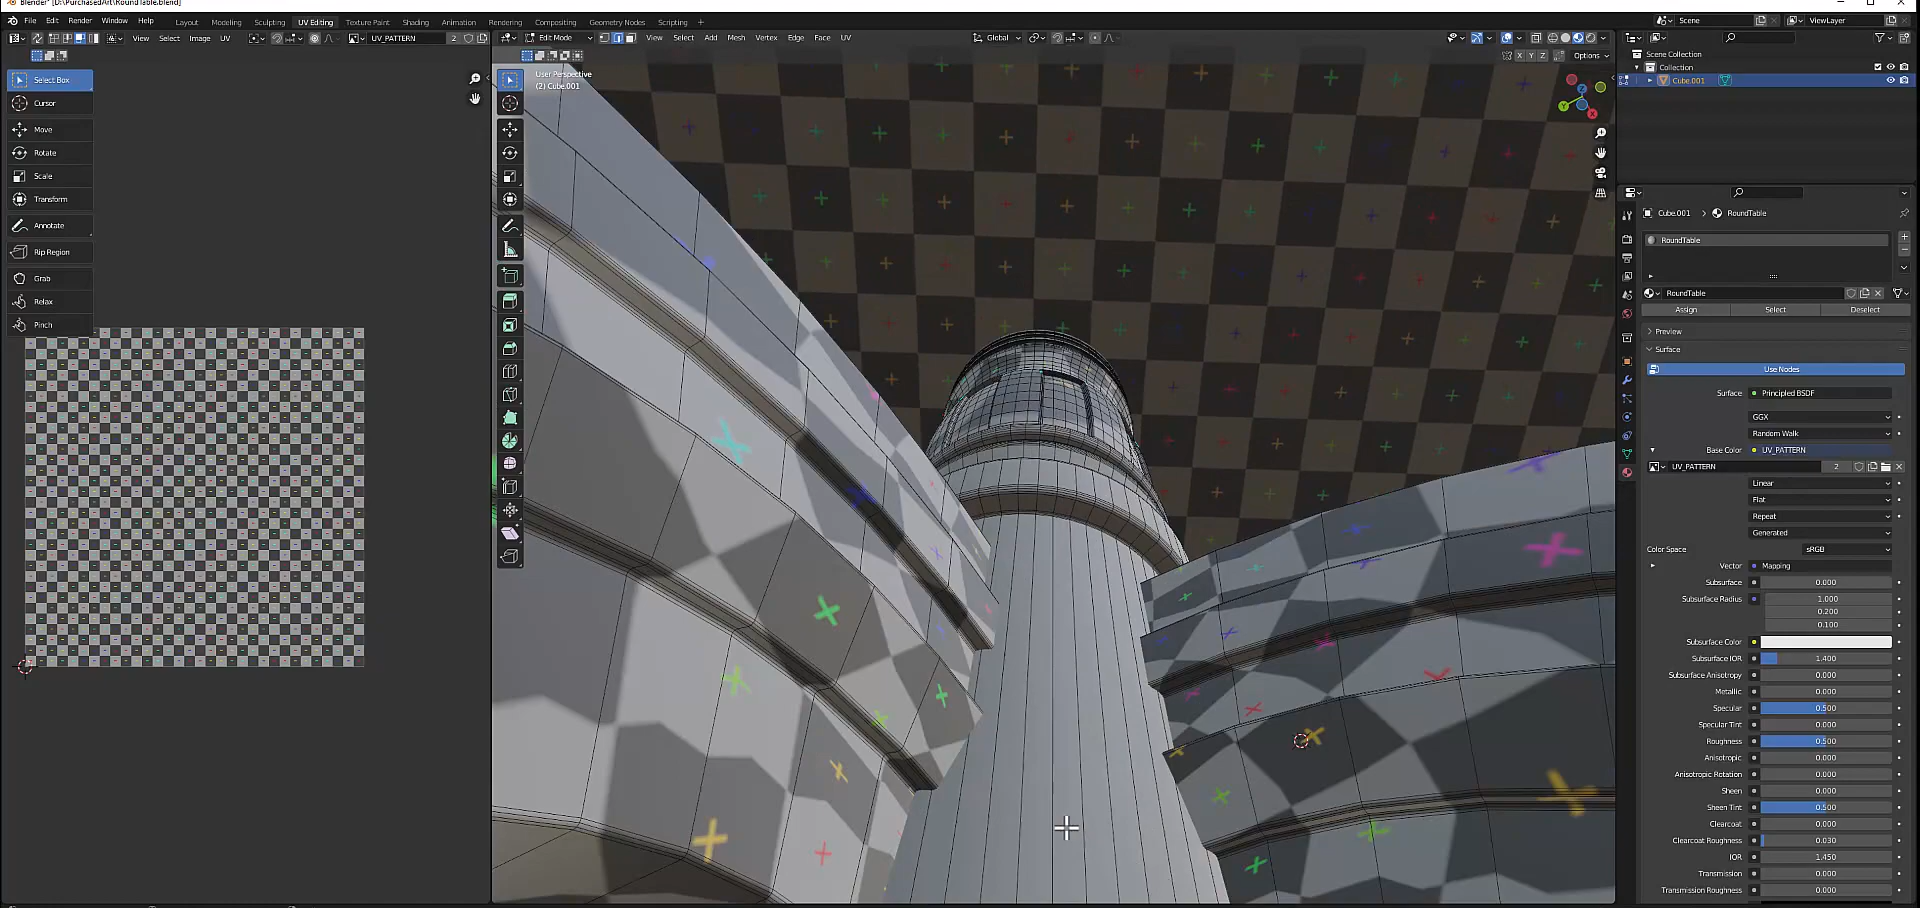 Blender* [D:\PurchasedArt\RoundTable.blend]
File Edit Render Window Help Layout Modeling Sculpting UV Editing Texture Paint Shading Animation Rendering Compositing Geometry Nodes Scripting + Scene ViewLayer
View Select Image UV UV_PATTERN 2 Edit Mode View Select Add Mesh Vertex Edge Face UV Global
X Y Z Options
Scene Collection
Collection
Cube.001
Select Box
Cursor
Move
Rotate
Scale
Transform
Annotate
Rip Region
Grab
Relax
Pinch
User Perspective
(2) Cube.001
Cube.001 > RoundTable
RoundTable
RoundTable
Assign Select Deselect
Preview
Surface
Use Nodes
Surface Principled BSDF
GGX
Random Walk
Base Color UV_PATTERN
UV_PATTERN 2
Linear
Flat
Repeat
Generated
Color Space sRGB
Vector Mapping
Subsurface 0.000
Subsurface Radius 1.000
0.200
0.100
Subsurface Color
Subsurface IOR 1.400
Subsurface Anisotropy 0.000
Metallic 0.000
Specular 0.500
Specular Tint 0.000
Roughness 0.500
Anisotropic 0.000
Anisotropic Rotation 0.000
Sheen 0.000
Sheen Tint 0.500
Clearcoat 0.000
Clearcoat Roughness 0.030
IOR 1.450
Transmission 0.000
Transmission Roughness 0.000